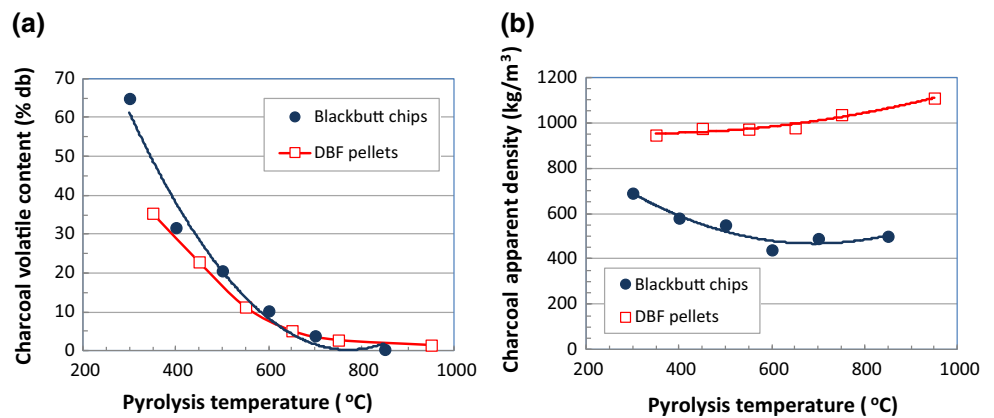 (a)
Charcoal volatile content (% db)
70
60
50
40
30
20
10
0
Blackbutt chips
DBF pellets
200
400
600
800
1000
Pyrolysis temperature ( °C)
(b)
Charcoal apparent density (kg/m³)
1200
1000
800
600
400
200
0
Blackbutt chips
DBF pellets
200
400
600
800
1000
Pyrolysis temperature ( °C)